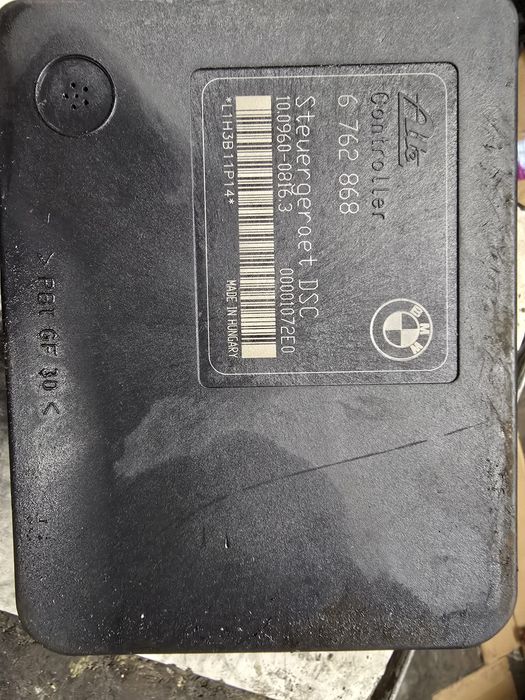 Ate
Controller
6 762 868
Steuergeraet DSC
10.0960-0816.3 00001072E0
*L1H3B11P14* MADE IN HUNGARY
BMW
> PBT GF 30 <